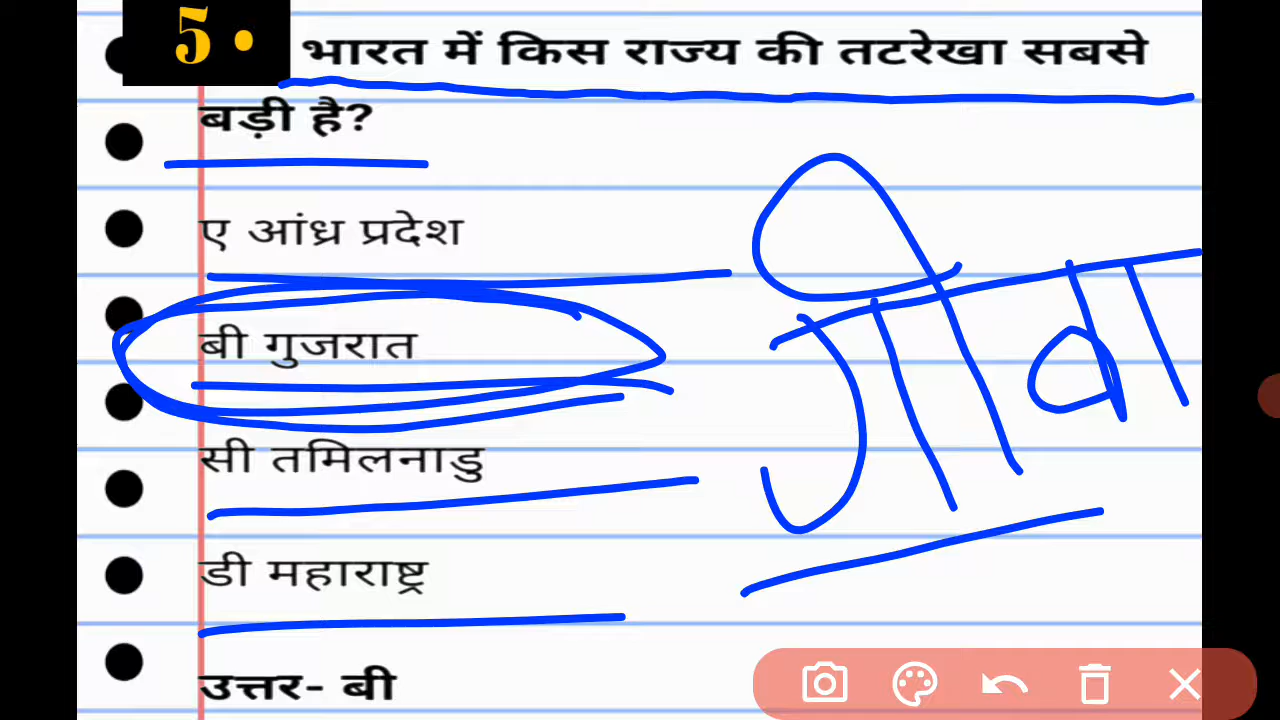 5. भारत में किस राज्य की तटरेखा सबसे
बड़ी है?
ए आंध्र प्रदेश
बी गुजरात
सी तमिलनाडु
डी महाराष्ट्र
उत्तर- बी
गोवा